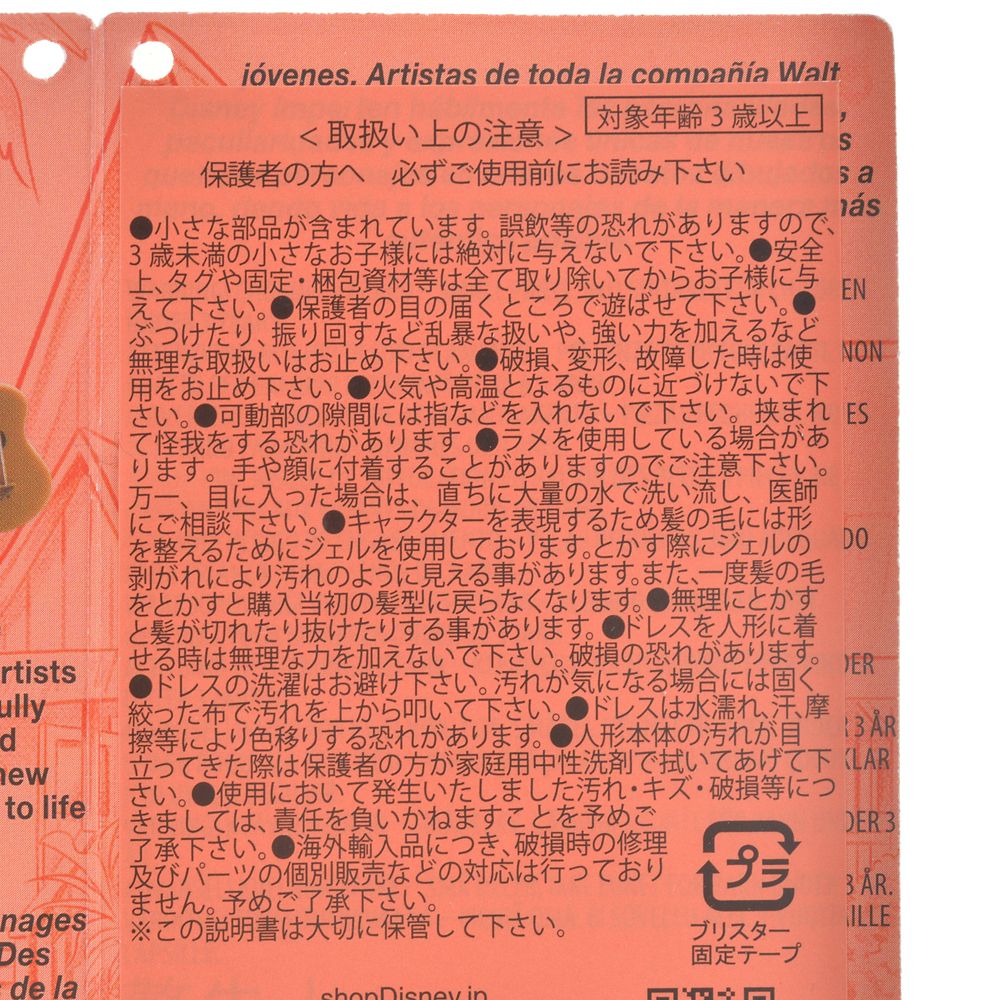 jóvenes. Artistas de toda la compañía Walt
対象年齢3歳以上
<取扱い上の注意>
保護者の方へ 必ずご使用前にお読み下さい
●小さな部品が含まれています。誤飲等の恐れがありますので、
3歳未満の小さなお子様には絶対に与えないで下さい。●安全
上、タグや固定・梱包資材等は全て取り除いてからお子様に与
えて下さい。●保護者の目の届くところで遊ばせて下さい。●
ぶつけたり、振り回すなど乱暴な扱いや、強い力を加えるなど
無理な取扱いはお止め下さい。●破損、変形、故障した時は使
用をお止め下さい。●火気や高温となるものに近づけないで下
さい。●可動部の隙間には指などを入れないで下さい。挟まれ
て怪我をする恐れがあります。●ラメを使用している場合があ
ります。手や顔に付着することがありますのでご注意下さい。
万一、目に入った場合は、直ちに大量の水で洗い流し、医師
にご相談下さい。●キャラクターを表現するため髪の毛には形
を整えるためにジェルを使用しております。とかす際にジェルの
剥がれにより汚れのように見える事があります。また、一度髪の毛
をとかすと購入当初の髪型に戻らなくなります。●無理にとかす
と髪が切れたり抜けたりする事があります。●ドレスを人形に着
せる時は無理な力を加えないで下さい。破損の恐れがあります。
●ドレスの洗濯はお避け下さい。汚れが気になる場合には固く
絞った布で汚れを上から叩いて下さい。●ドレスは水濡れ、汗、摩
擦等により色移りする恐れがあります。●人形本体の汚れが目
立ってきた際は保護者の方が家庭用中性洗剤で拭いてあげて下
さい。●使用において発生いたしました汚れ・キズ・破損等につ
きましては、責任を負いかねますことを予めご
了承下さい。●海外輸入品につき、破損時の修理
及びパーツの個別販売などの対応は行っており
ません。予めご了承下さい。
※この説明書は大切に保管して下さい。
プラ
ブリスター
固定テープ
shopDisney.jp
s a
más
EN
NON
ES
DO
DER
3 ÅR
KLAR
DER 3
3 ÅR.
AILLE
rtists
ully
d
new
to life
nages
Des
s de la